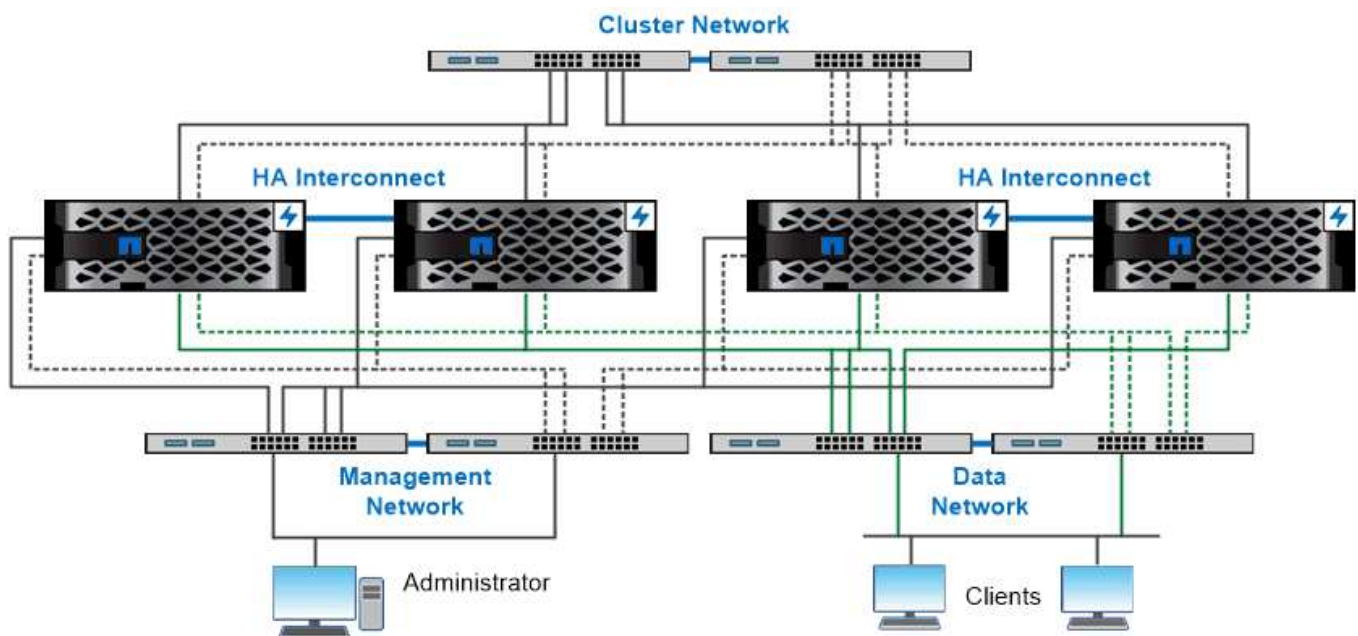 Cluster Network
HA Interconnect
HA Interconnect
Management
Network
Data
Network
Administrator
Clients